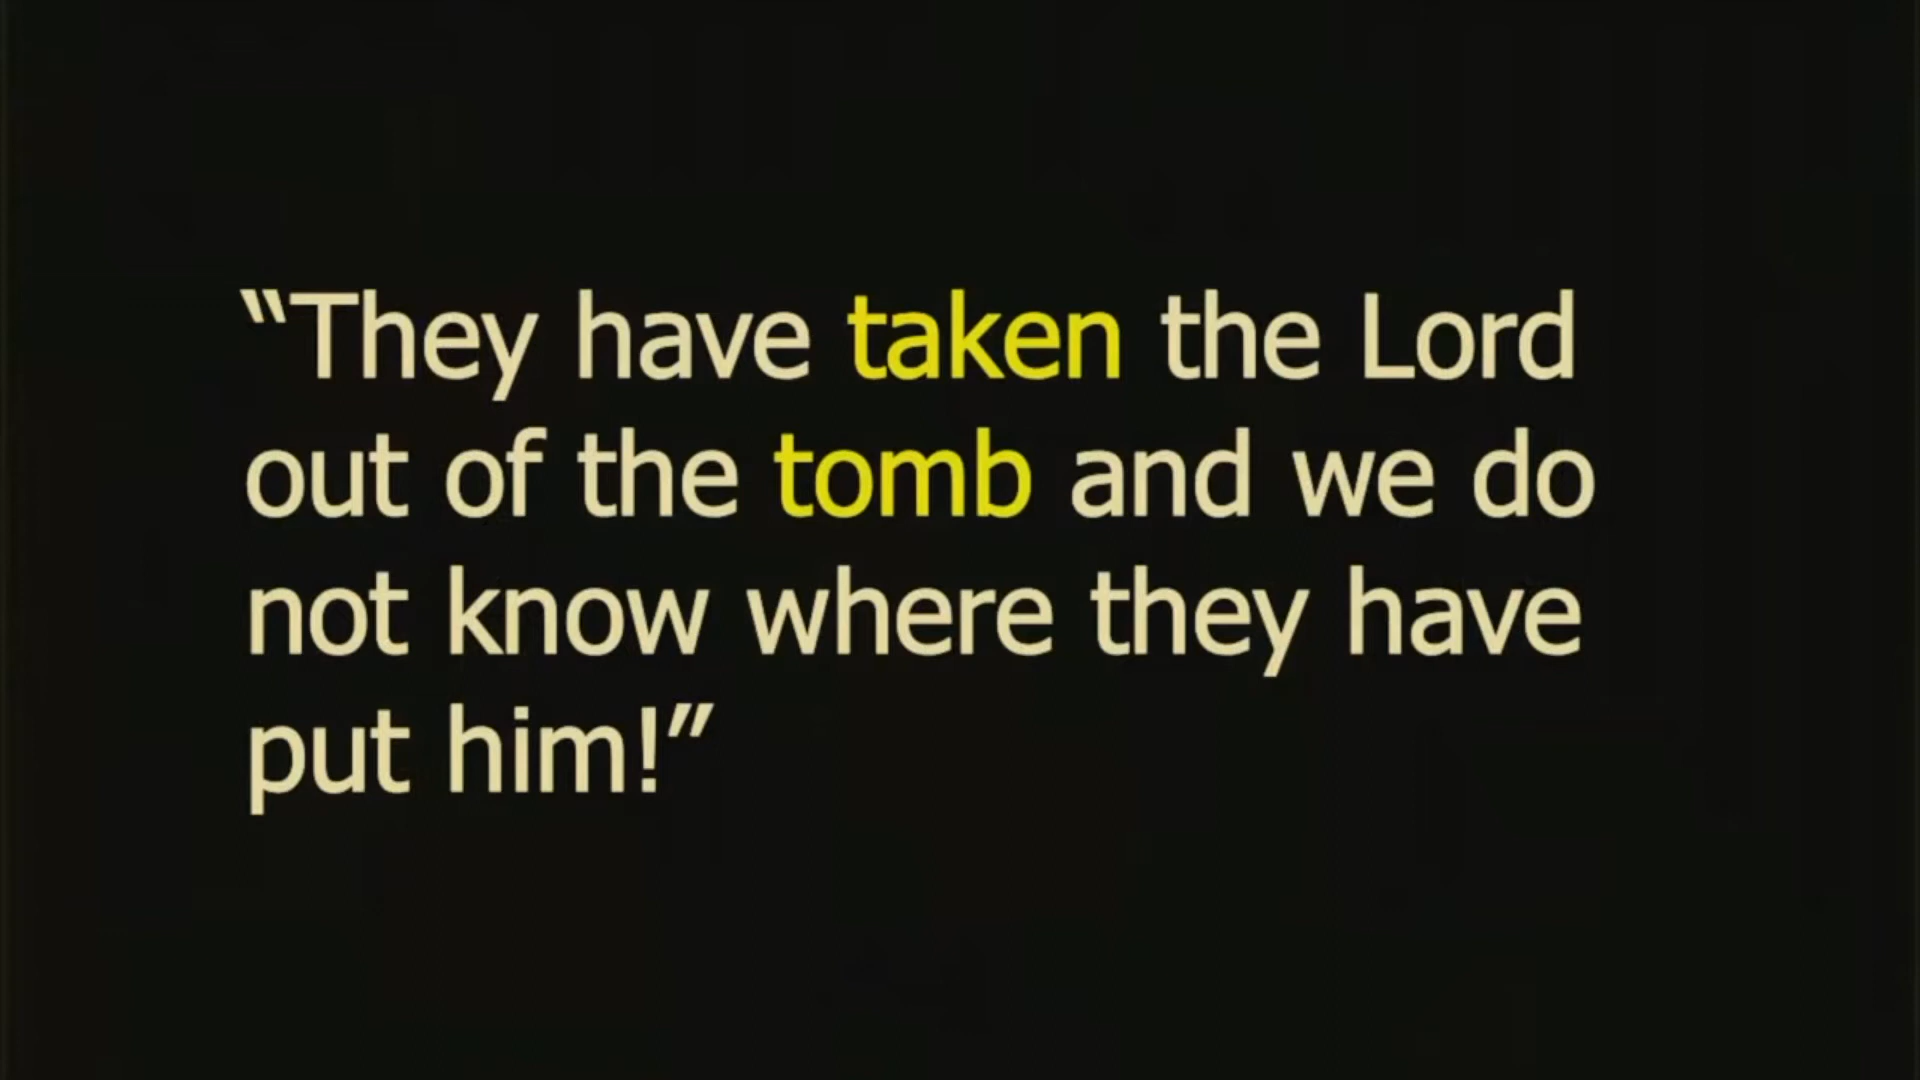 “They have taken the Lord
out of the tomb and we do
not know where they have
put him!”